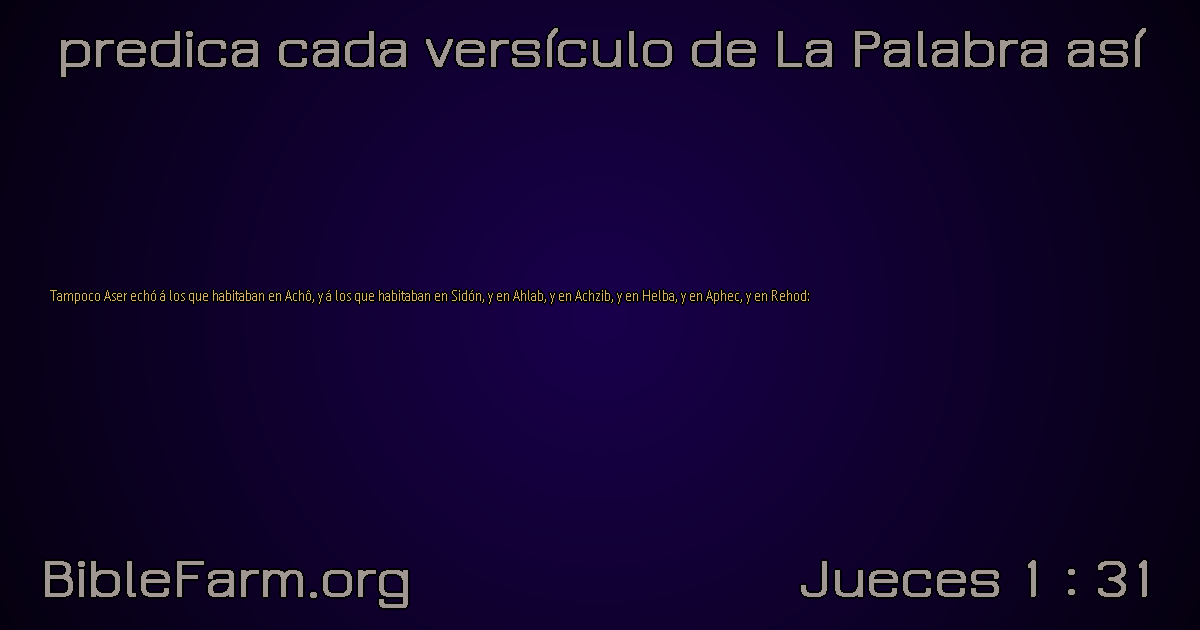 predica cada versículo de La Palabra así
Tampoco Aser echó á los que habitaban en Achô, y á los que habitaban en Sidón, y en Ahlab, y en Achzib, y en Helba, y en Aphec, y en Rehod:
BibleFarm.org
Jueces 1 : 31